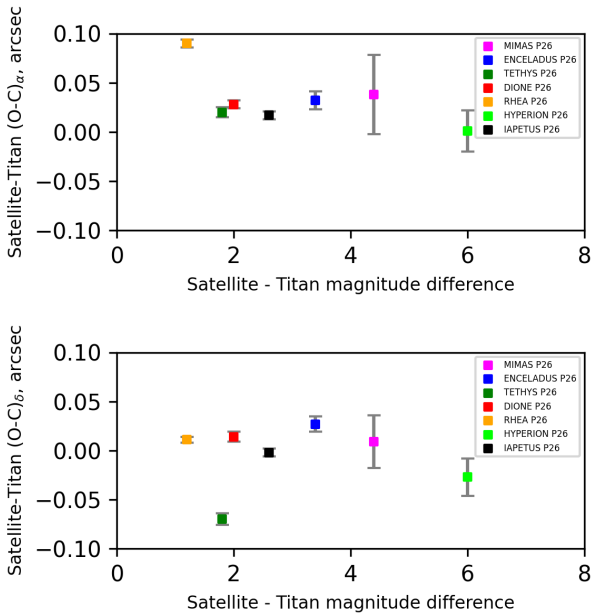 Satellite-Titan (O-C)α, arcsec
0.10
0.05
0.00
−0.05
−0.10
MIMAS P26
ENCELADUS P26
TETHYS P26
DIONE P26
RHEA P26
HYPERION P26
IAPETUS P26
0 2 4 6 8
Satellite - Titan magnitude difference
Satellite-Titan (O-C)δ, arcsec
0.10
0.05
0.00
−0.05
−0.10
MIMAS P26
ENCELADUS P26
TETHYS P26
DIONE P26
RHEA P26
HYPERION P26
IAPETUS P26
0 2 4 6 8
Satellite - Titan magnitude difference